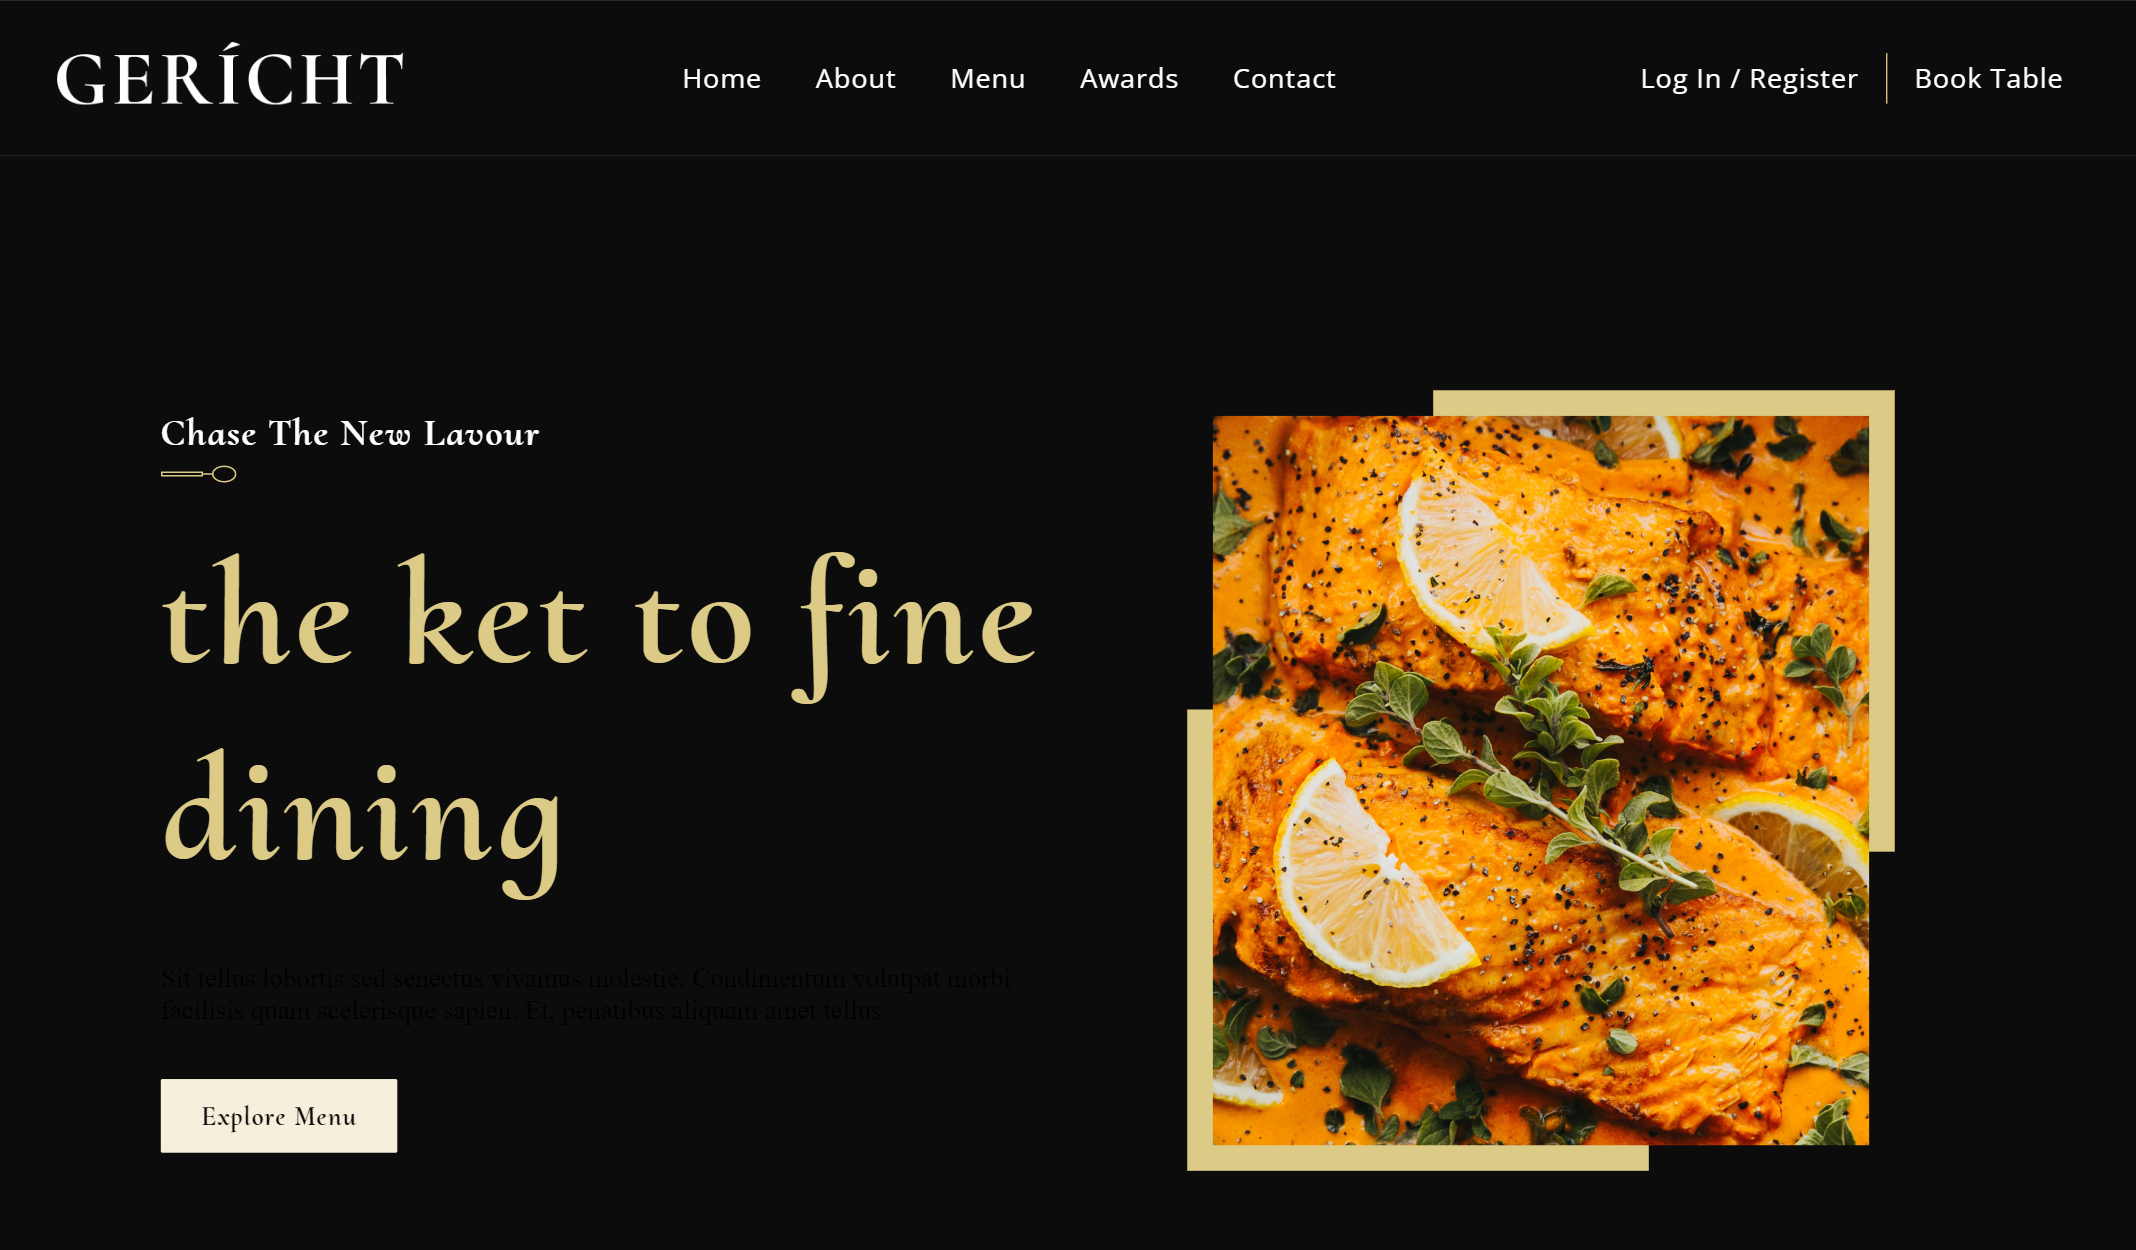 GERÍCHT
Home About Menu Awards Contact
Log In / Register Book Table
Chase The New Lavour
the ket to fine
dining
Sit tellus lobortis sed senectus vivamus molestie. Condimentum volutpat morbi
facilisis quam scelerisque sapien. Et, penatibus aliquam amet tellus
Explore Menu